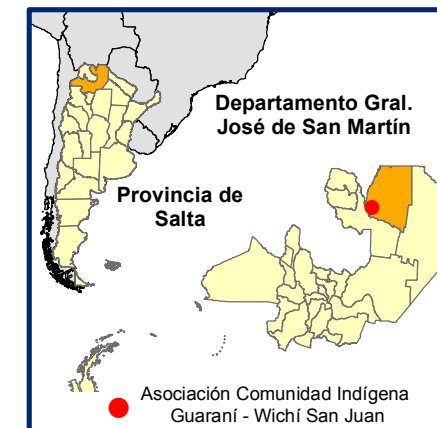 Departamento Gral.
José de San Martín
Provincia de
Salta
Asociación Comunidad Indígena
Guaraní - Wichí San Juan